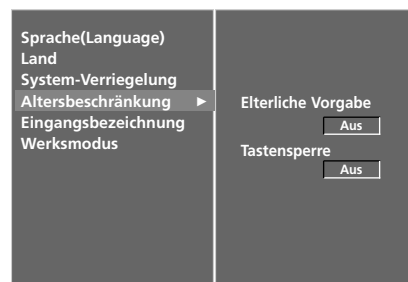 Sprache(Language)
Land
System-Verriegelung
Altersbeschränkung ►
Eingangsbezeichnung
Werksmodus
Elterliche Vorgabe
Aus
Tastensperre
Aus